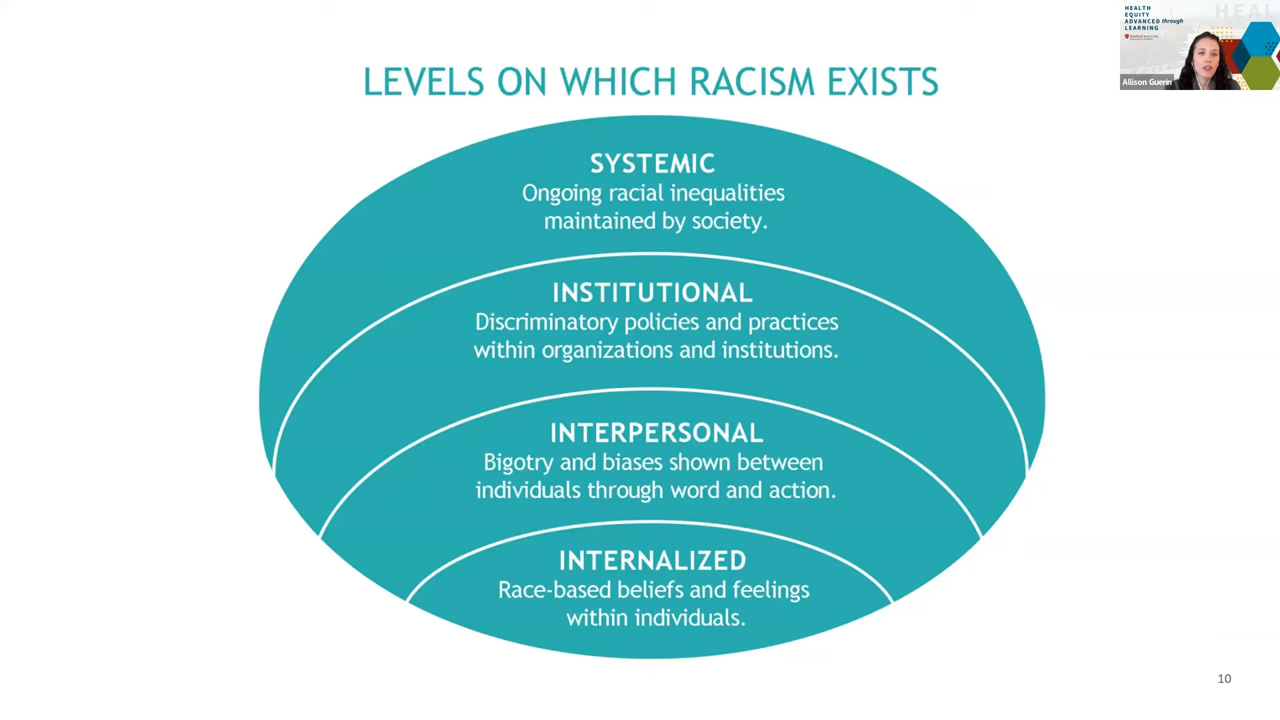 HEALTH
EQUITY
ADVANCED through
LEARNING
HEAL
Allison Guerin
LEVELS ON WHICH RACISM EXISTS
SYSTEMIC
Ongoing racial inequalities
maintained by society.
INSTITUTIONAL
Discriminatory policies and practices
within organizations and institutions.
INTERPERSONAL
Bigotry and biases shown between
individuals through word and action.
INTERNALIZED
Race-based beliefs and feelings
within individuals.
10